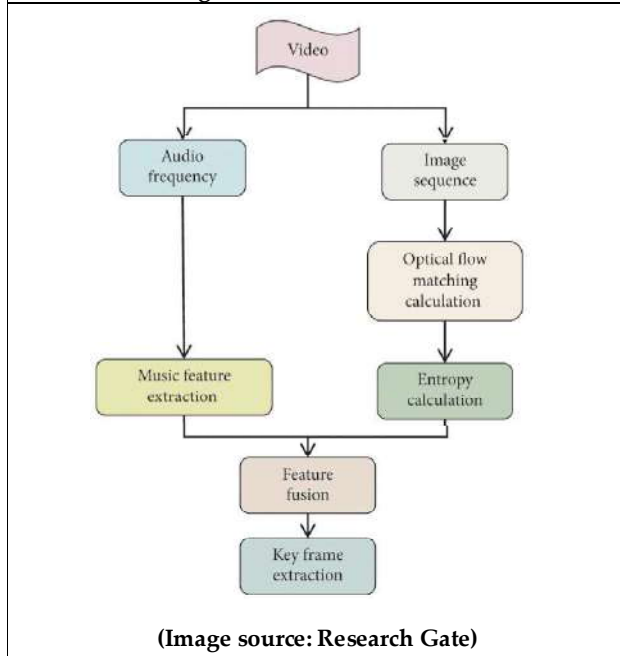 Video
Audio
frequency
Image
sequence
Optical flow
matching
calculation
Music feature
extraction
Entropy
calculation
Feature
fusion
Key frame
extraction
(Image source: Research Gate)